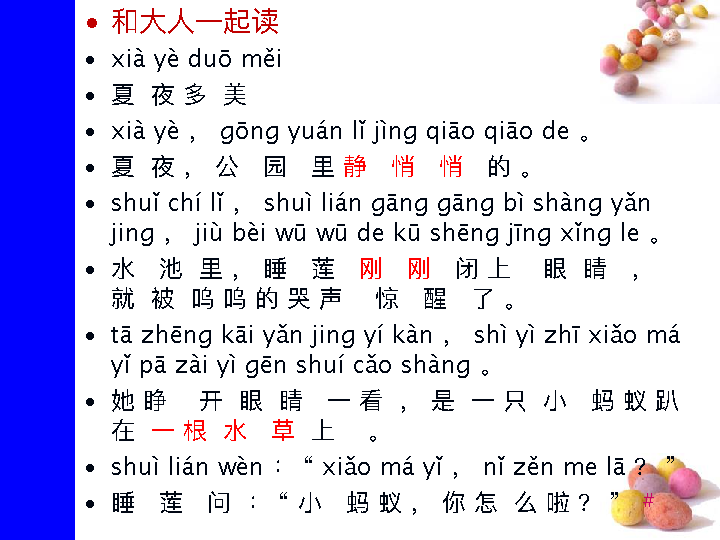 和大人一起读
xià yè duō měi
夏 夜 多 美
xià yè , gōng yuán lǐ jìng qiāo qiāo de 。
夏 夜 , 公 园 里 静 悄 悄 的 。
shuǐ chí lǐ , shuì lián gāng gāng bì shàng yǎn
jing , jiù bèi wū wū de kū shēng jīng xǐng le 。
水 池 里 , 睡 莲 刚 刚 闭 上 眼 睛 ,
就 被 呜 呜 的 哭 声 惊 醒 了 。
tā zhēng kāi yǎn jing yí kàn , shì yì zhī xiǎo má
yǐ pā zài yì gēn shuí cǎo shàng 。
她 睁 开 眼 睛 一 看 , 是 一 只 小 蚂 蚁 趴
在 一 根 水 草 上 。
shuì lián wèn : “ xiǎo má yǐ , nǐ zěn me lā ? ”
睡 莲 问 : “ 小 蚂 蚁 , 你 怎 么 啦 ? ” #